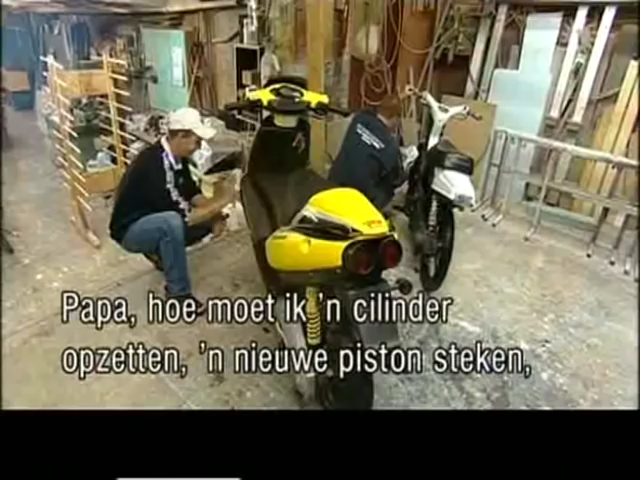 Papa, hoe moet ik 'n cilinder
opzetten, 'n nieuwe piston steken,